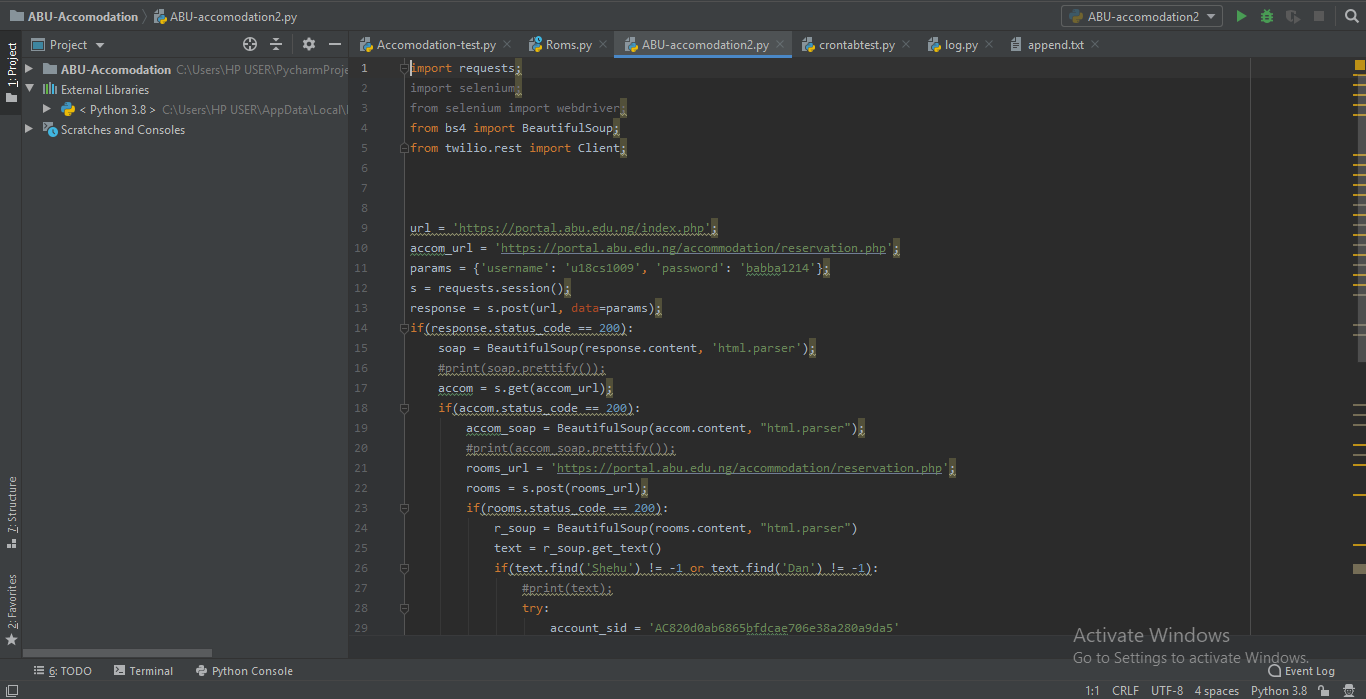 ABU-Accomodation
ABU-accomodation2.py
ABU-accomodation2
Project
Accomodation-test.py
Roms.py
ABU-accomodation2.py
crontabtest.py
log.py
append.txt
1: Project
ABU-Accomodation C:\Users\HP USER\PycharmProje
External Libraries
< Python 3.8 > C:\Users\HP USER\AppData\Local\
Scratches and Consoles
1 import requests;
2 import selenium;
3 from selenium import webdriver;
4 from bs4 import BeautifulSoup;
5 from twilio.rest import Client;
6
7
8
9 url = 'https://portal.abu.edu.ng/index.php';
10 accom_url = 'https://portal.abu.edu.ng/accommodation/reservation.php';
11 params = {'username': 'u18cs1009', 'password': 'babba1214'};
12 s = requests.session();
13 response = s.post(url, data=params);
14 if(response.status_code == 200):
15 soap = BeautifulSoup(response.content, 'html.parser');
16 #print(soap.prettify());
17 accom = s.get(accom_url);
18 if(accom.status_code == 200):
19 accom_soap = BeautifulSoup(accom.content, "html.parser");
20 #print(accom_soap.prettify());
21 rooms_url = 'https://portal.abu.edu.ng/accommodation/reservation.php';
22 rooms = s.post(rooms_url);
23 if(rooms.status_code == 200):
24 r_soup = BeautifulSoup(rooms.content, "html.parser")
25 text = r_soup.get_text()
26 if(text.find('Shehu') != -1 or text.find('Dan') != -1):
27 #print(text);
28 try:
29 account_sid = 'AC820d0ab6865bfdcae706e38a280a9da5'
7: Structure
2: Favorites
Activate Windows
Go to Settings to activate Windows.
6: TODO
Terminal
Python Console
Event Log
1:1 CRLF UTF-8 4 spaces Python 3.8